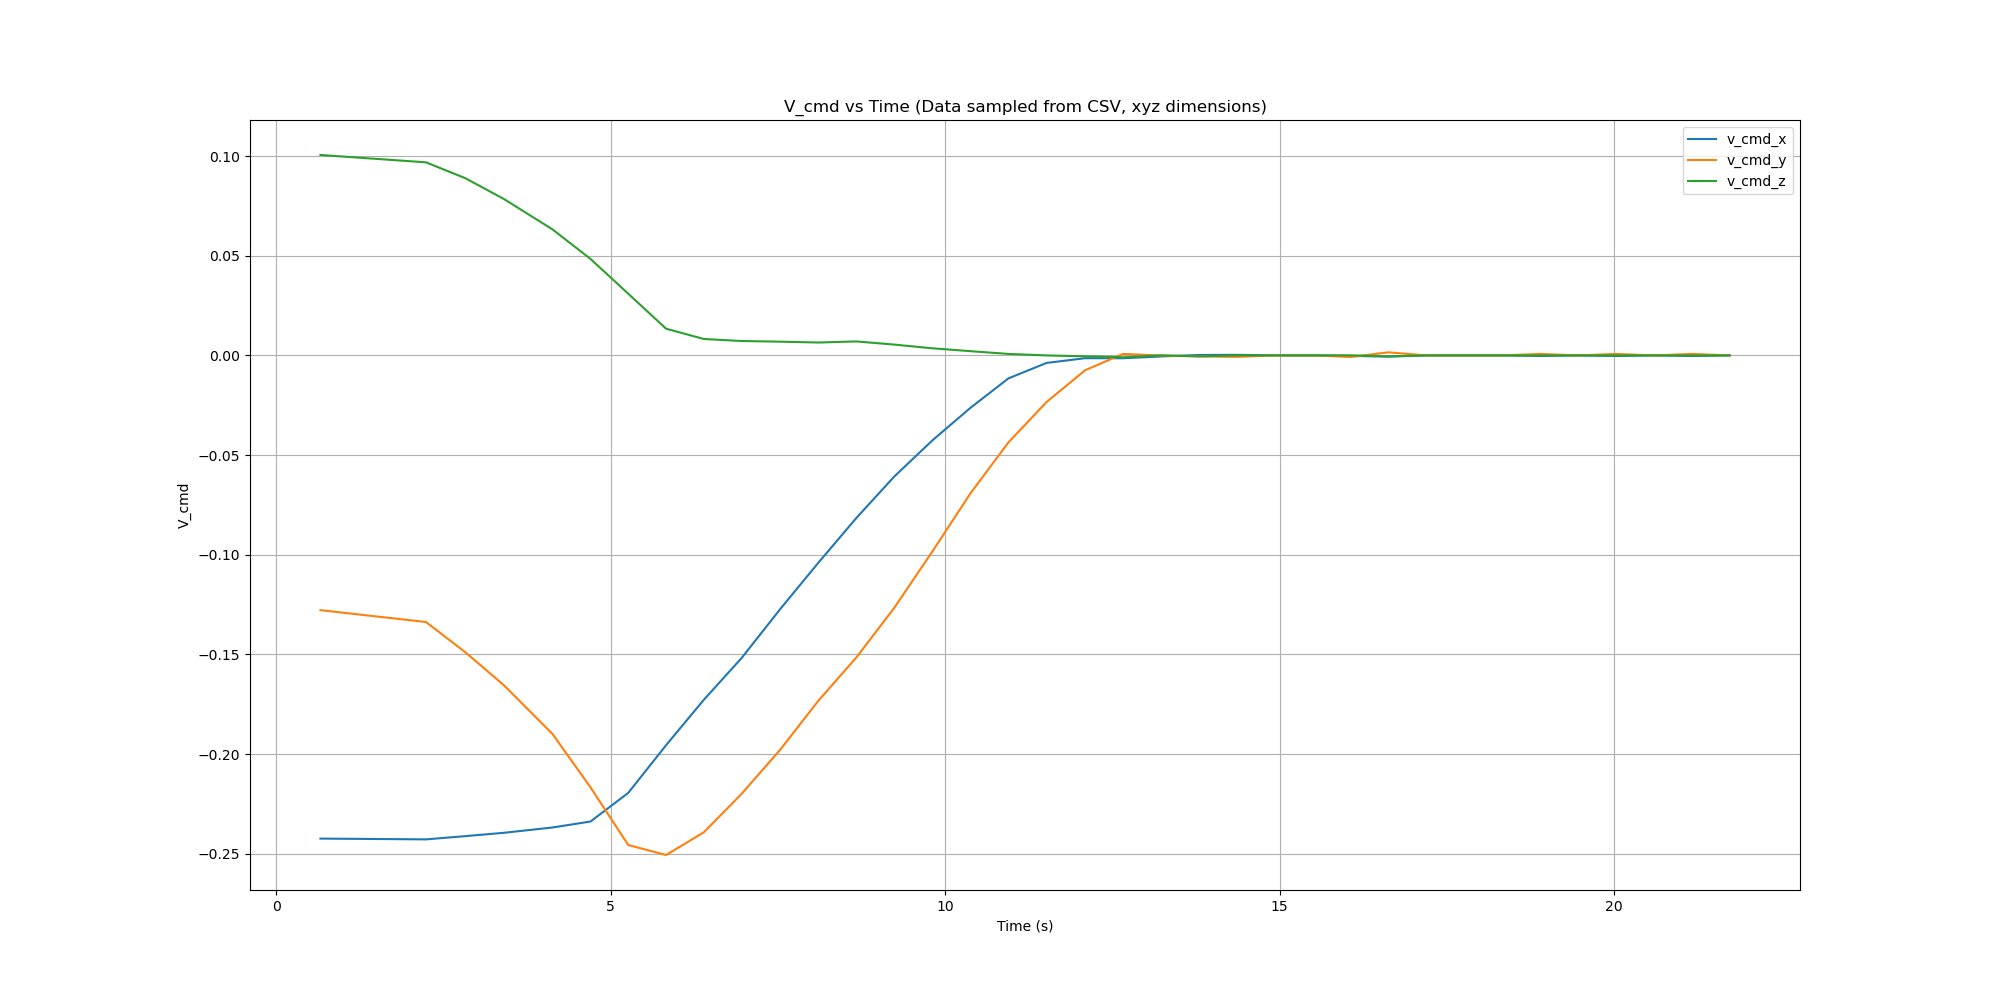 V_cmd vs Time (Data sampled from CSV, xyz dimensions)
v_cmd_x
v_cmd_y
v_cmd_z
0.10
0.05
0.00
−0.05
−0.10
−0.15
−0.20
−0.25
V_cmd
0 5 10 15 20
Time (s)